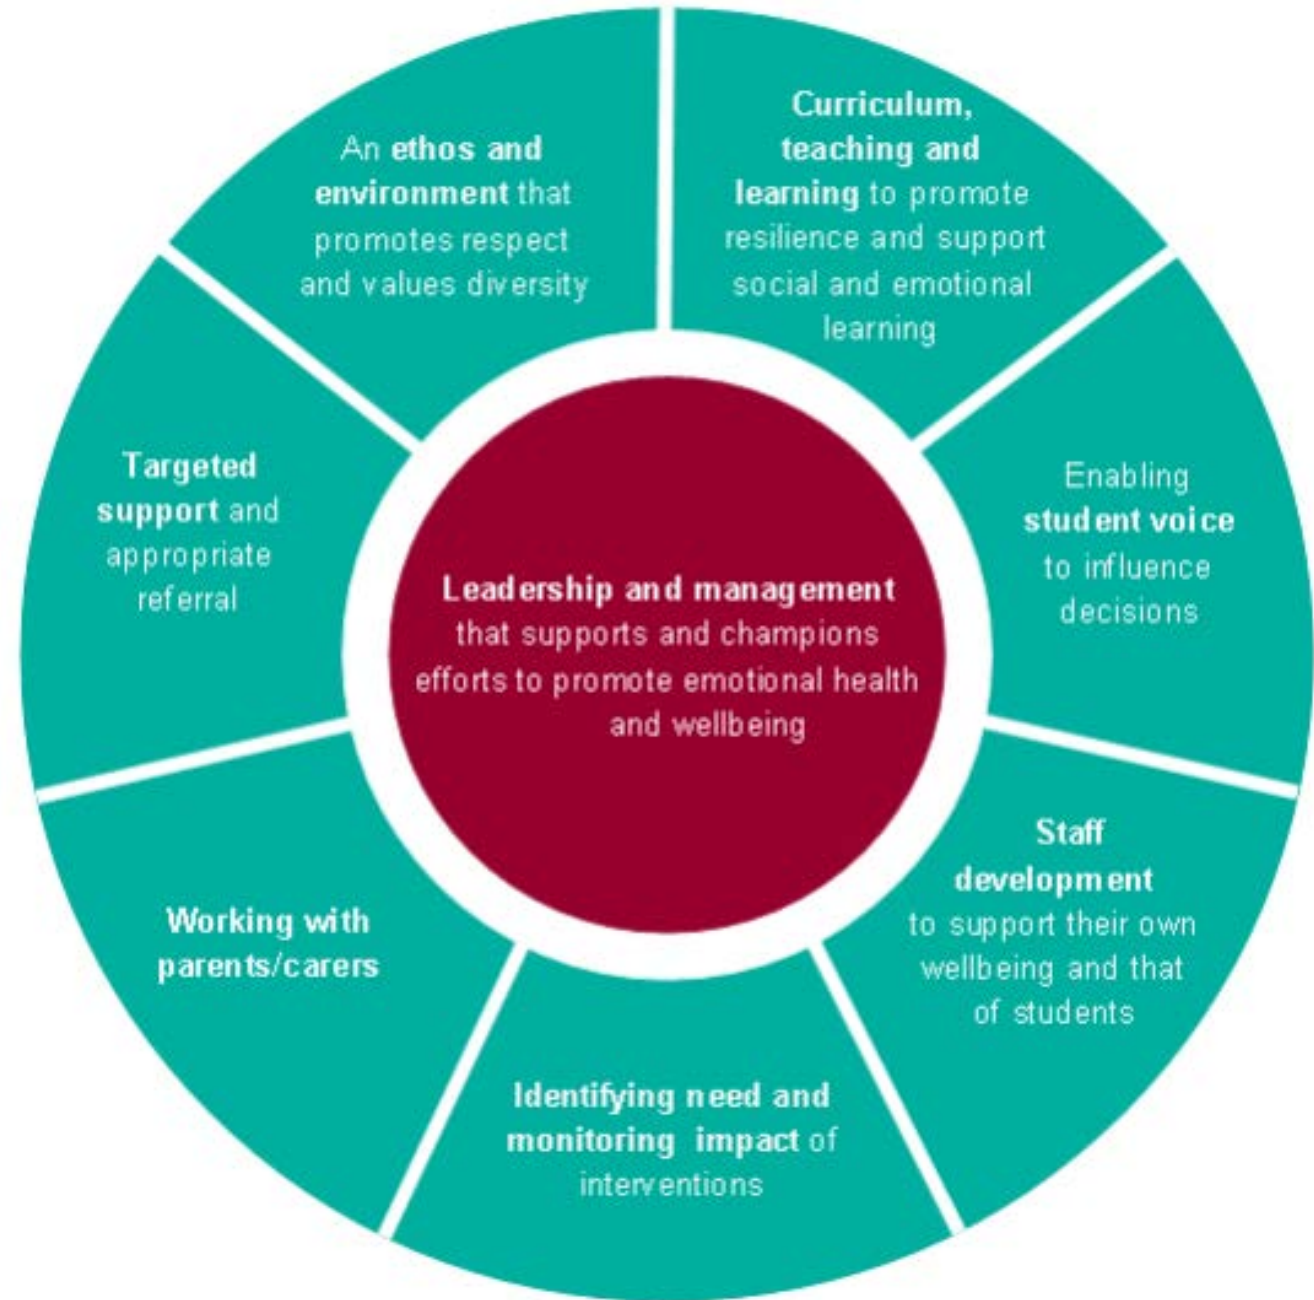 An ethos and
environment that
promotes respect
and values diversity
Curriculum,
teaching and
learning to promote
resilience and support
social and emotional
learning
Enabling
student voice
to influence
decisions
Staff
development
to support their own
wellbeing and that
of students
Identifying need and
monitoring impact of
interventions
Working with
parents/carers
Targeted
support and
appropriate
referral
Leadership and management
that supports and champions
efforts to promote emotional health
and wellbeing